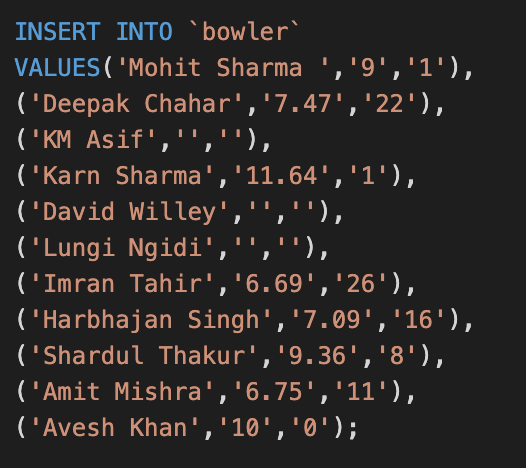 INSERT INTO `bowler`
VALUES('Mohit Sharma ','9','1'),
('Deepak Chahar','7.47','22'),
('KM Asif','',''),
('Karn Sharma','11.64','1'),
('David Willey','',''),
('Lungi Ngidi','',''),
('Imran Tahir','6.69','26'),
('Harbhajan Singh','7.09','16'),
('Shardul Thakur','9.36','8'),
('Amit Mishra','6.75','11'),
('Avesh Khan','10','0');